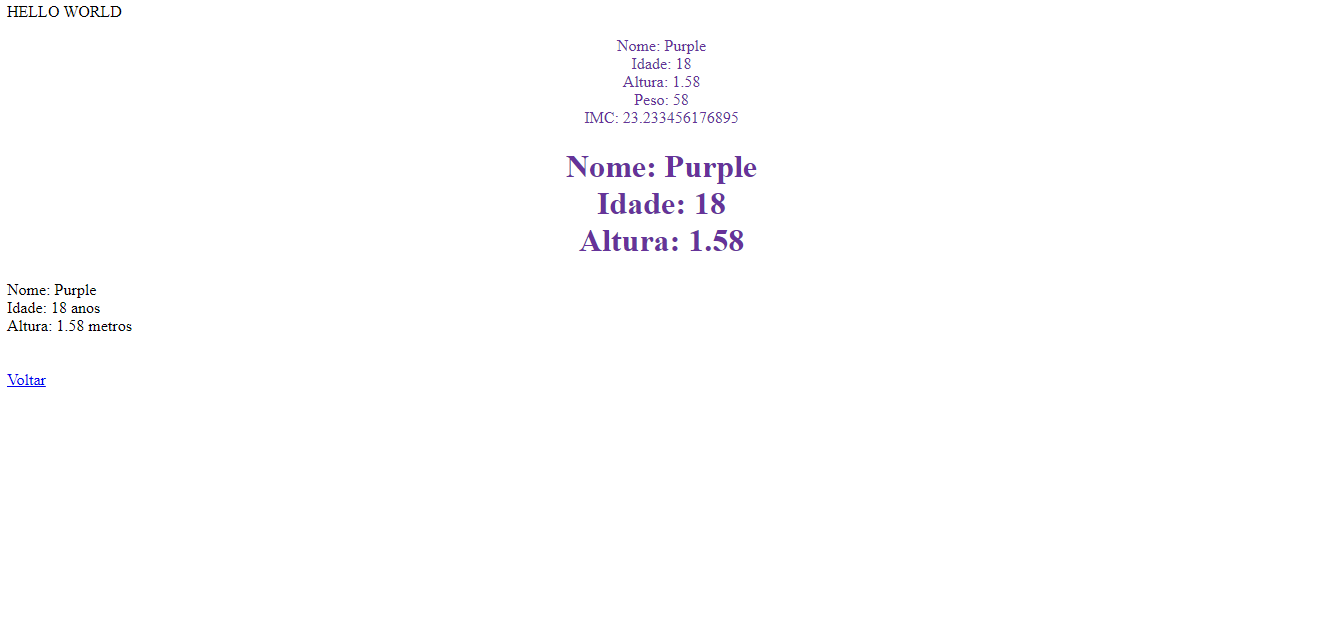 HELLO WORLD
Nome: Purple
Idade: 18
Altura: 1.58
Peso: 58
IMC: 23.233456176895
Nome: Purple
Idade: 18
Altura: 1.58
Nome: Purple
Idade: 18 anos
Altura: 1.58 metros
Voltar